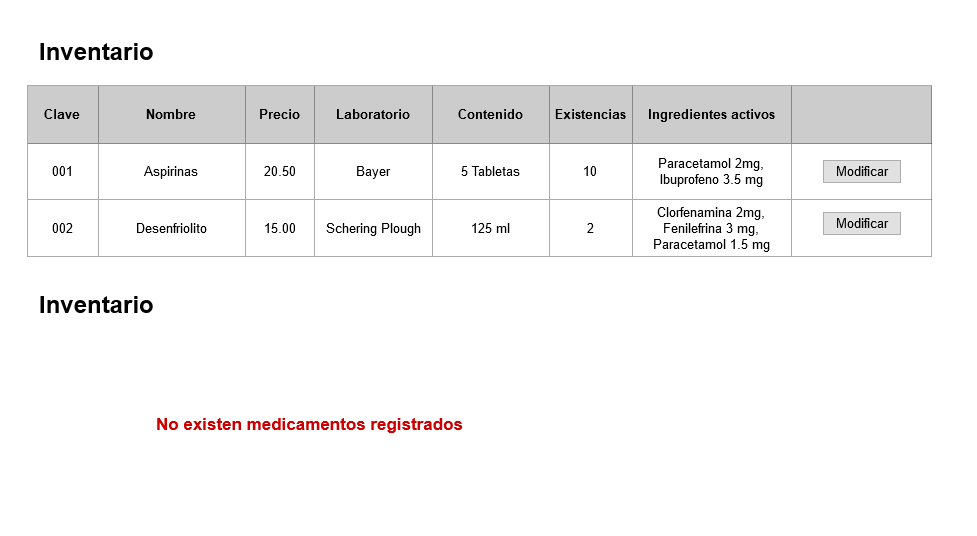 Inventario
Clave Nombre Precio Laboratorio Contenido Existencias Ingredientes activos
001 Aspirinas 20.50 Bayer 5 Tabletas 10 Paracetamol 2mg,
Ibuprofeno 3.5 mg Modificar
002 Desenfriolito 15.00 Schering Plough 125 ml 2 Clorfenamina 2mg,
Fenilefrina 3 mg,
Paracetamol 1.5 mg Modificar
Inventario
No existen medicamentos registrados